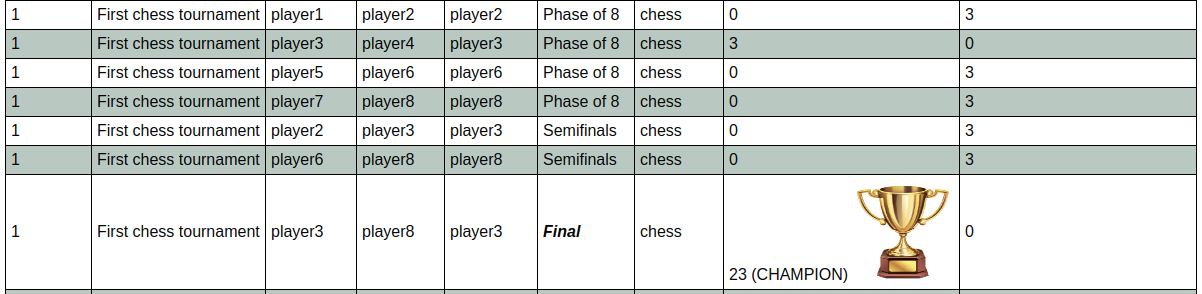 1 First chess tournament player1 player2 player2 Phase of 8 chess 0 3
1 First chess tournament player3 player4 player3 Phase of 8 chess 3 0
1 First chess tournament player5 player6 player6 Phase of 8 chess 0 3
1 First chess tournament player7 player8 player8 Phase of 8 chess 0 3
1 First chess tournament player2 player3 player3 Semifinals chess 0 3
1 First chess tournament player6 player8 player8 Semifinals chess 0 3
1 First chess tournament player3 player8 player3 Final chess 23 (CHAMPION) 0